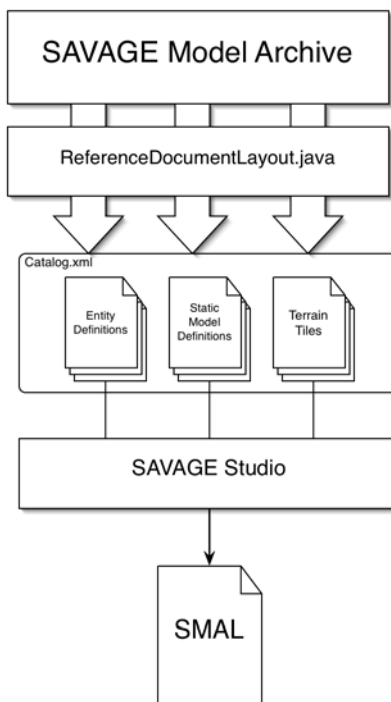 SAVAGE Model Archive
ReferenceDocumentLayout.java
Catalog.xml
Entity
Definitions
Static
Model
Definitions
Terrain
Tiles
SAVAGE Studio
SMAL